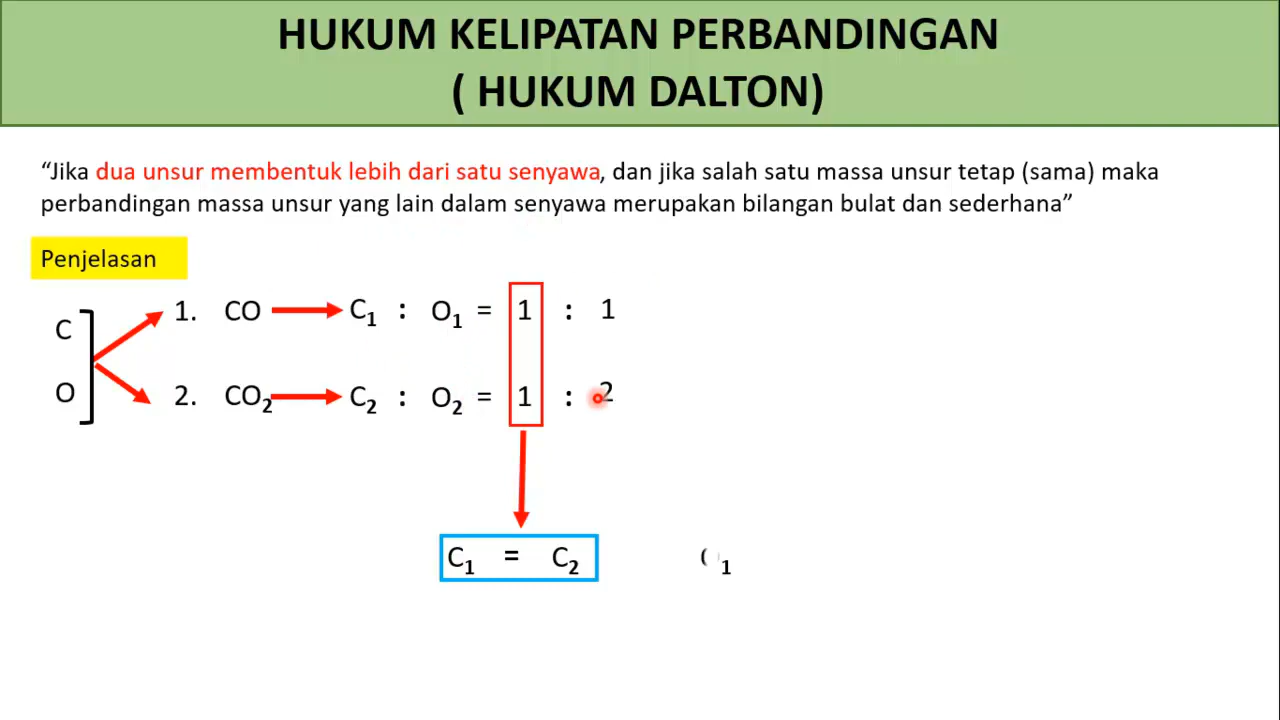 HUKUM KELIPATAN PERBANDINGAN
( HUKUM DALTON)
“Jika dua unsur membentuk lebih dari satu senyawa, dan jika salah satu massa unsur tetap (sama) maka
perbandingan massa unsur yang lain dalam senyawa merupakan bilangan bulat dan sederhana”
Penjelasan
C
O
1. CO C₁ : O₁ = 1 : 1
2. CO₂ C₂ : O₂ = 1 : 2
C₁ = C₂
₁